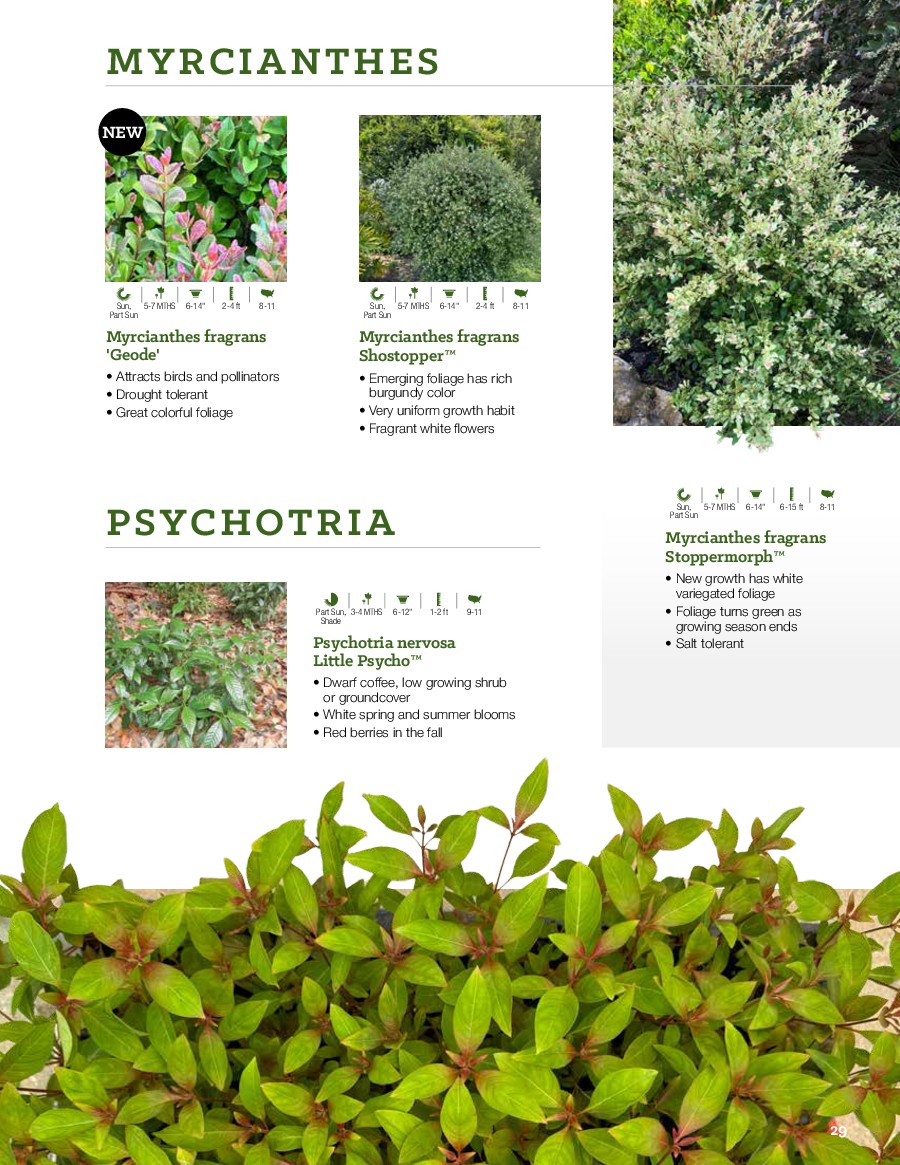 MYRCIANTHES
NEW
Sun,
Part Sun
5-7 MTHS
6-14"
2-4 ft
8-11
Myrcianthes fragrans
'Geode'
• Attracts birds and pollinators
• Drought tolerant
• Great colorful foliage
Sun,
Part Sun
5-7 MTHS
6-14"
2-4 ft
8-11
Myrcianthes fragrans
Shostopper™
• Emerging foliage has rich
burgundy color
• Very uniform growth habit
• Fragrant white flowers
Sun,
Part Sun
5-7 MTHS
6-14"
6-15 ft
8-11
Myrcianthes fragrans
Stoppermorph™
• New growth has white
variegated foliage
• Foliage turns green as
growing season ends
• Salt tolerant
PSYCHOTRIA
Part Sun,
Shade
3-4 MTHS
6-12"
1-2 ft
9-11
Psychotria nervosa
Little Psycho™
• Dwarf coffee, low growing shrub
or groundcover
• White spring and summer blooms
• Red berries in the fall
29